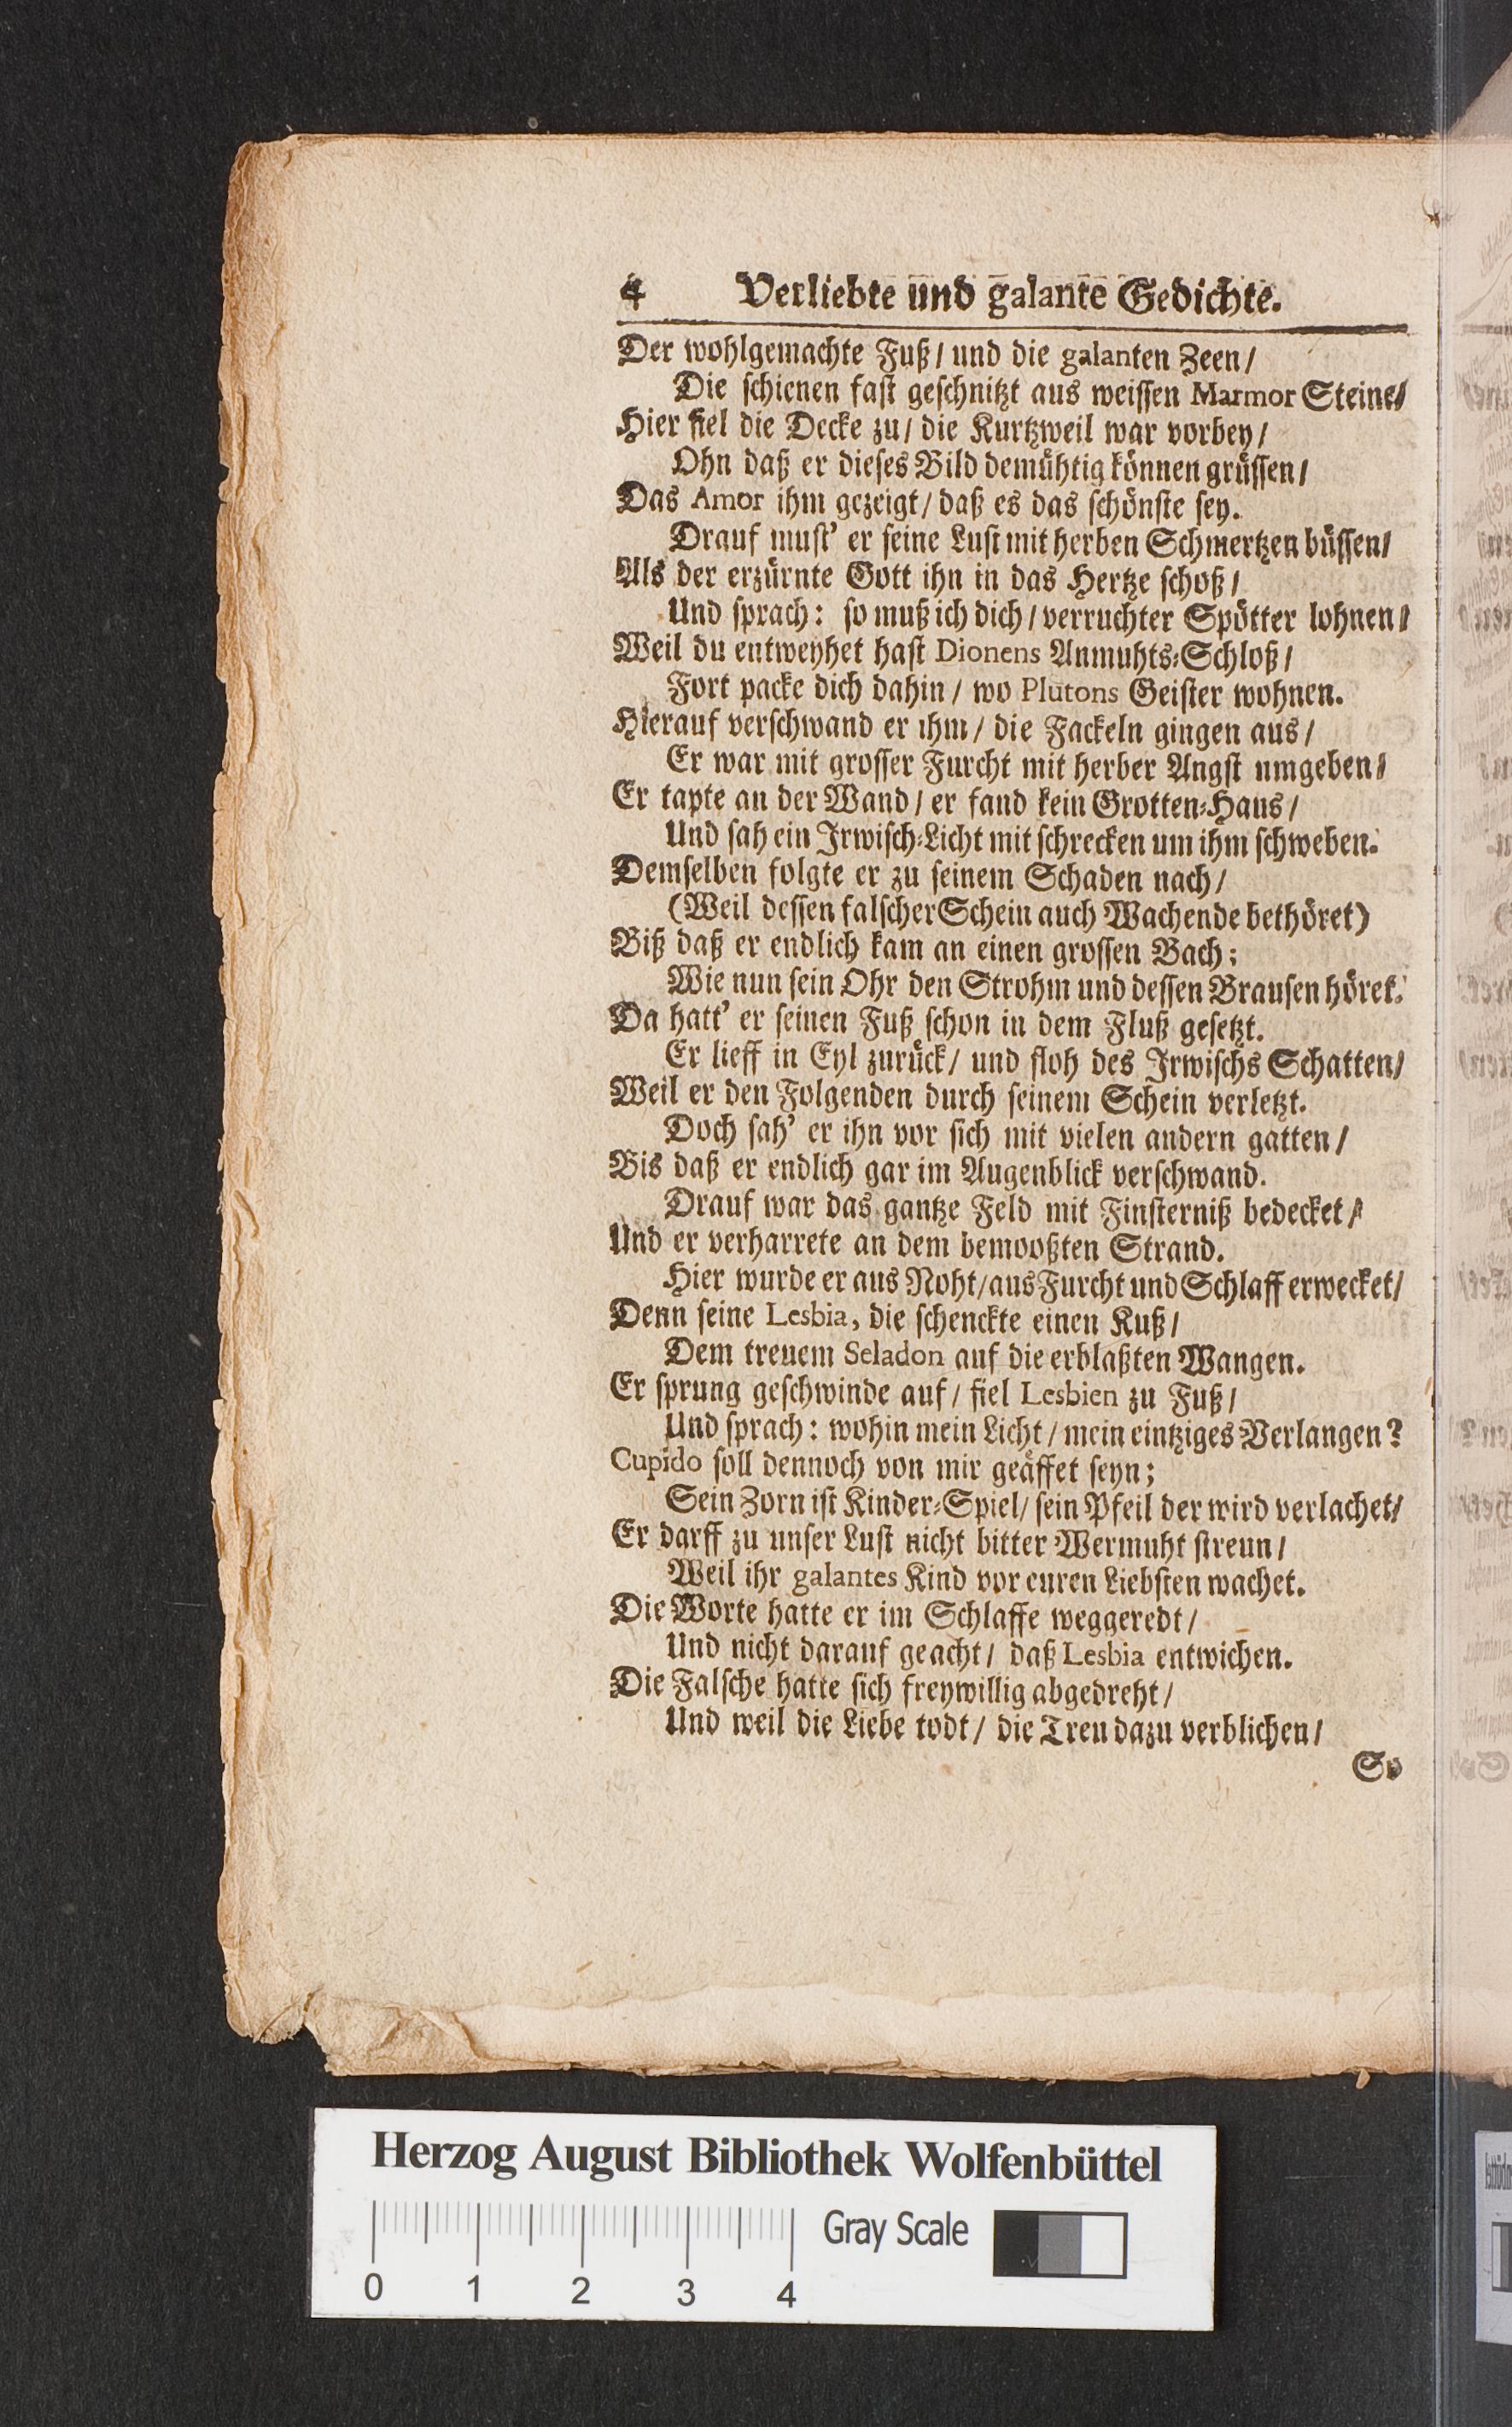 4 Verliebte und galante Gedichte.
Der wohlgemachte Fuß / und die galanten Zeen /
Die schienen fast geschnitzt aus weissen Marmor Steine /
Hier fiel die Decke zu / die Kurtzweil war vorbey /
Ohn daß er dieses Bild demühtig können grüssen /
Das Amor ihm gezeigt / daß es das schönste sey.
Drauf must' er seine Lust mit herben Schmertzen büssen /
Als der erzürnte Gott ihn in das Hertze schoß /
Und sprach: so muß ich dich / verruchter Spötter lohnen /
Weil du entweyhet hast Dionens Anmuhts-Schloß /
Fort packe dich dahin / wo Plutons Geister wohnen.
Hierauf verschwand er ihm / die Fackeln gingen aus /
Er war mit grosser Furcht mit herber Angst umgeben /
Er tapte an der Wand / er fand kein Grotten-Haus /
Und sah ein Irwisch-Licht mit schrecken um ihm schweben.
Demselben folgte er zu seinem Schaden nach /
(Weil dessen falscher Schein auch Wachende bethöret)
Biß daß er endlich kam an einen grossen Bach;
Wie nun sein Ohr den Strohm und dessen Brausen höret.
Da hatt' er seinen Fuß schon in dem Fluß gesetzt.
Er lieff in Eyl zurück / und floh des Irwischs Schatten /
Weil er den Folgenden durch seinem Schein verletzt.
Doch sah' er ihn vor sich mit vielen andern gatten /
Bis daß er endlich gar im Augenblick verschwand.
Drauf war das gantze Feld mit Finsterniß bedecket /
Und er verharrete an dem bemooßten Strand.
Hier wurde er aus Noht / aus Furcht und Schlaff erwecket /
Denn seine Lesbia, die schenckte einen Kuß /
Dem treuem Seladon auf die erblaßten Wangen.
Er sprung geschwinde auf / fiel Lesbien zu Fuß /
Und sprach: wohin mein Licht / mein eintziges Verlangen?
Cupido soll dennoch von mir geäffet seyn;
Sein Zorn ist Kinder-Spiel / sein Pfeil der wird verlachet /
Er darff zu unser Lust nicht bitter Wermuht streun /
Weil ihr galantes Kind vor euren Liebsten wachet.
Die Worte hatte er im Schlaffe weggeredt /
Und nicht darauf geacht / daß Lesbia entwichen.
Die Falsche hatte sich freywillig abgedreht /
Und weil die Liebe todt / die Treu dazu verblichen /
So
Herzog August Bibliothek Wolfenbüttel
Gray Scale
0 1 2 3 4